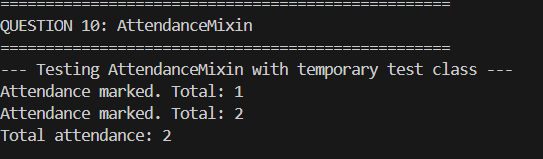 ==================================================
QUESTION 10: AttendanceMixin
==================================================
--- Testing AttendanceMixin with temporary test class ---
Attendance marked. Total: 1
Attendance marked. Total: 2
Total attendance: 2